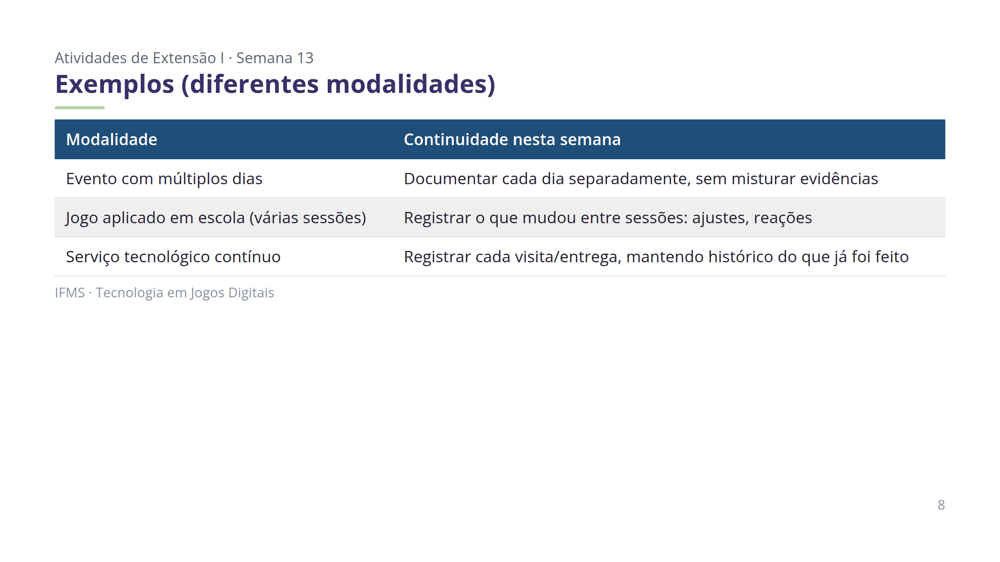 Atividades de Extensão I · Semana 13
Exemplos (diferentes modalidades)
Modalidade Continuidade nesta semana
Evento com múltiplos dias Documentar cada dia separadamente, sem misturar evidências
Jogo aplicado em escola (várias sessões) Registrar o que mudou entre sessões: ajustes, reações
Serviço tecnológico contínuo Registrar cada visita/entrega, mantendo histórico do que já foi feito
IFMS · Tecnologia em Jogos Digitais
8